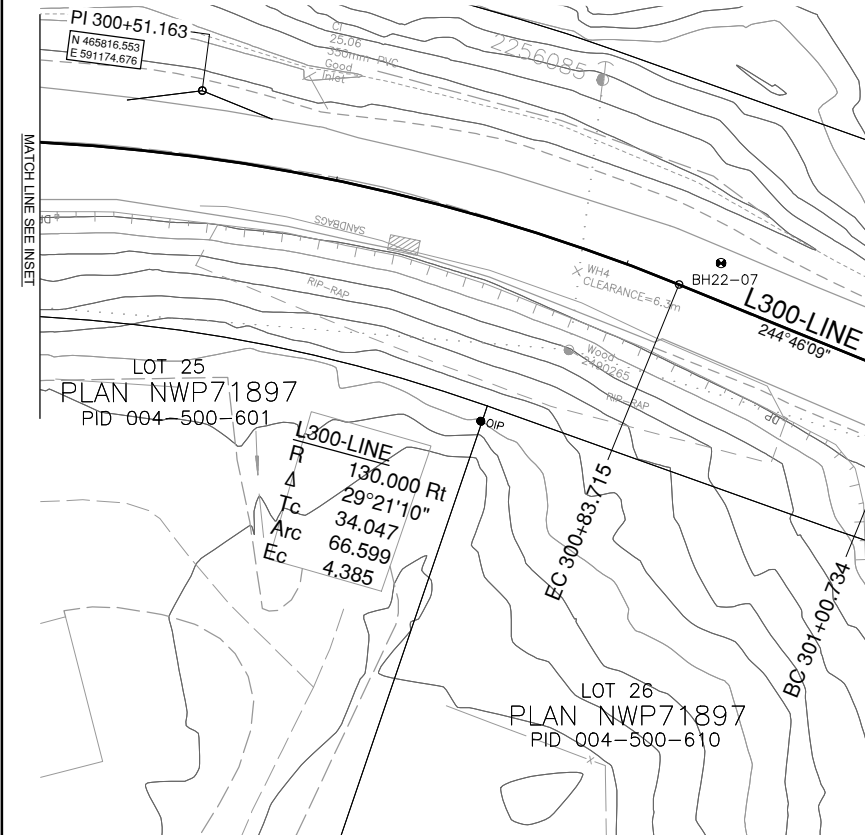 PI 300+51.163
N 465816.553
E 591174.676
CI
25.06
350mm PVC
Good
Inlet
2256085
MATCH LINE SEE INSET
DP
SANDBAGS
WH4
CLEARANCE=6.3m
BH22-07
L300-LINE
244°46'09"
RIP-RAP
Wood
2490265
RIP-RAP
DP
LOT 25
PLAN NWP71897
PID 004-500-601
OIP
L300-LINE
R 130.000 Rt
Δ 29°21'10"
Tc 34.047
Arc 66.599
Ec 4.385
EC 300+83.715
BC 301+00.734
LOT 26
PLAN NWP71897
PID 004-500-610